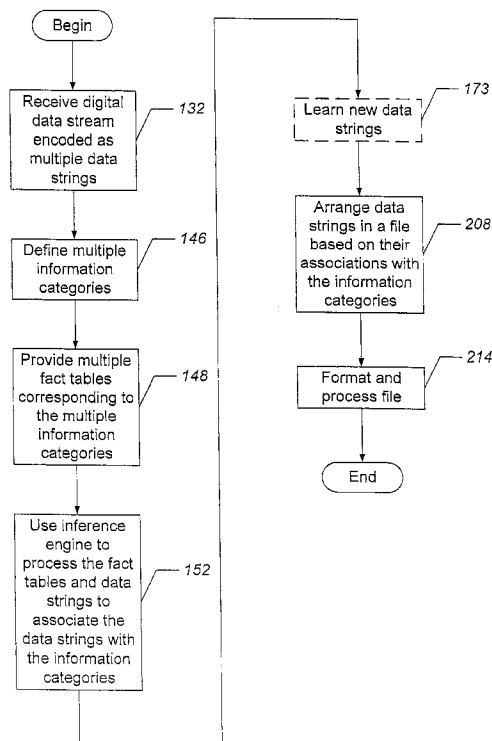 Begin
Receive digital
data stream
encoded as
multiple data
strings
132
Define multiple
information
categories
146
Provide multiple
fact tables
corresponding to
the multiple
information
categories
148
Use inference
engine to
process the fact
tables and data
strings to
associate the
data strings with
the information
categories
152
Learn new data
strings
173
Arrange data
strings in a file
based on their
associations with
the information
categories
208
Format and
process file
214
End